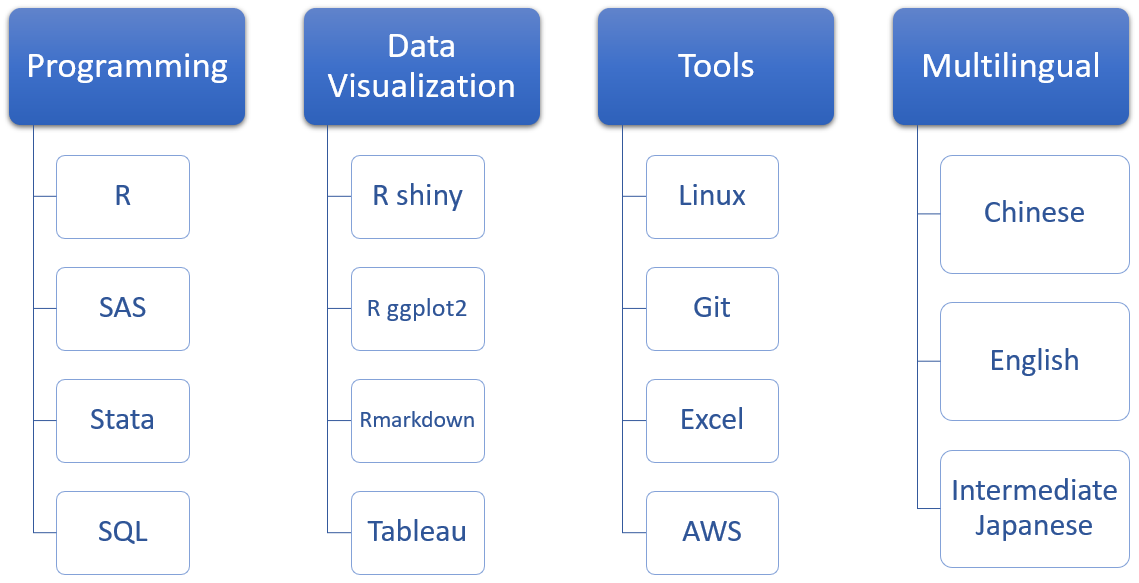 Programming
R
SAS
Stata
SQL
Data
Visualization
R shiny
R ggplot2
Rmarkdown
Tableau
Tools
Linux
Git
Excel
AWS
Multilingual
Chinese
English
Intermediate
Japanese